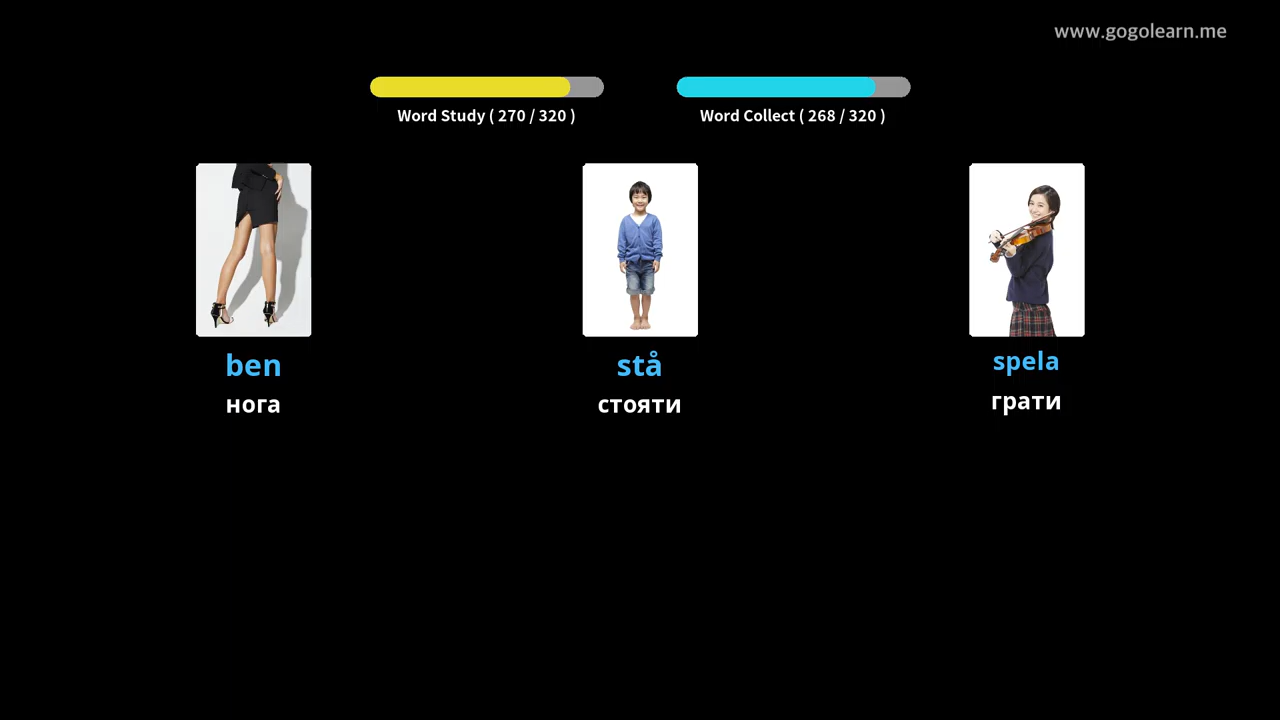 www.gogolearn.me
Word Study ( 270 / 320 )
Word Collect ( 268 / 320 )
ben
stå
spela
нога
стояти
грати